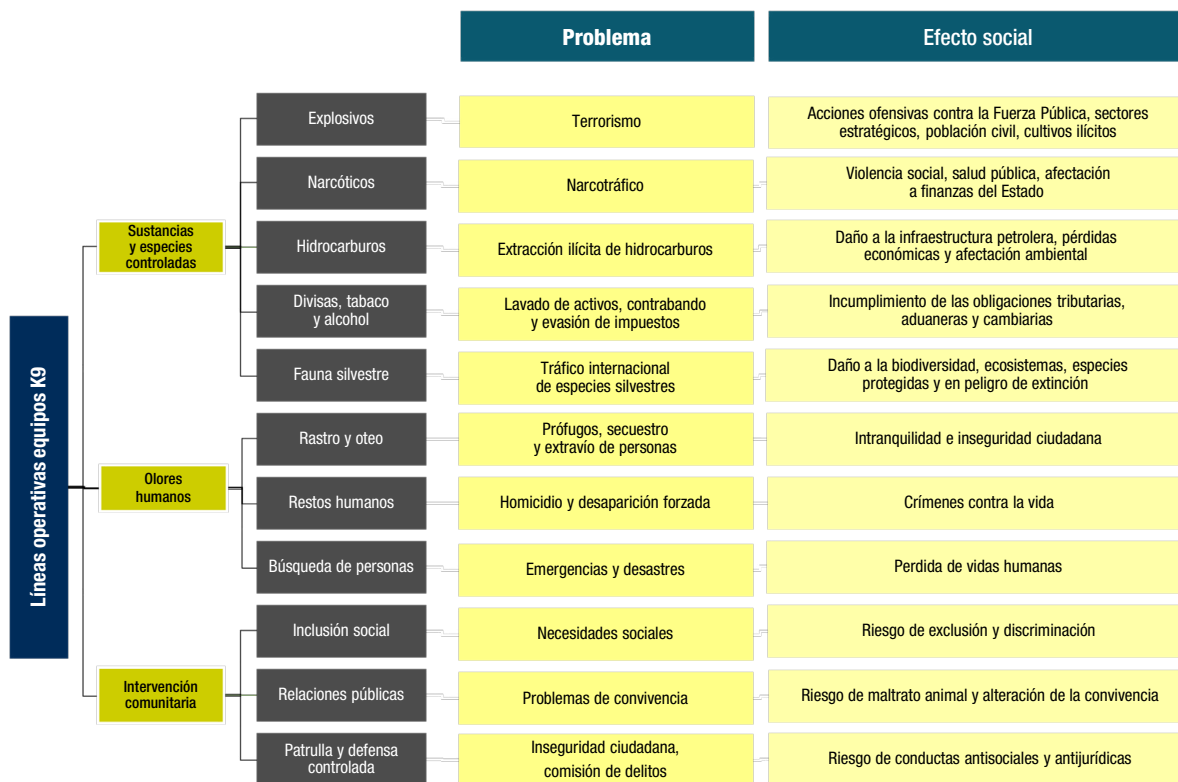 Problema
Efecto social
Líneas operativas equipos K9
Sustancias
y especies
controladas
Explosivos
Terrorismo
Acciones ofensivas contra la Fuerza Pública, sectores
estratégicos, población civil, cultivos ilícitos
Narcóticos
Narcotráfico
Violencia social, salud pública, afectación
a finanzas del Estado
Hidrocarburos
Extracción ilícita de hidrocarburos
Daño a la infraestructura petrolera, pérdidas
económicas y afectación ambiental
Divisas, tabaco
y alcohol
Lavado de activos, contrabando
y evasión de impuestos
Incumplimiento de las obligaciones tributarias,
aduaneras y cambiarias
Fauna silvestre
Tráfico internacional
de especies silvestres
Daño a la biodiversidad, ecosistemas, especies
protegidas y en peligro de extinción
Olores
humanos
Rastro y oteo
Prófugos, secuestro
y extravío de personas
Intranquilidad e inseguridad ciudadana
Restos humanos
Homicidio y desaparición forzada
Crímenes contra la vida
Búsqueda de personas
Emergencias y desastres
Perdida de vidas humanas
Intervención
comunitaria
Inclusión social
Necesidades sociales
Riesgo de exclusión y discriminación
Relaciones públicas
Problemas de convivencia
Riesgo de maltrato animal y alteración de la convivencia
Patrulla y defensa
controlada
Inseguridad ciudadana,
comisión de delitos
Riesgo de conductas antisociales y antijurídicas